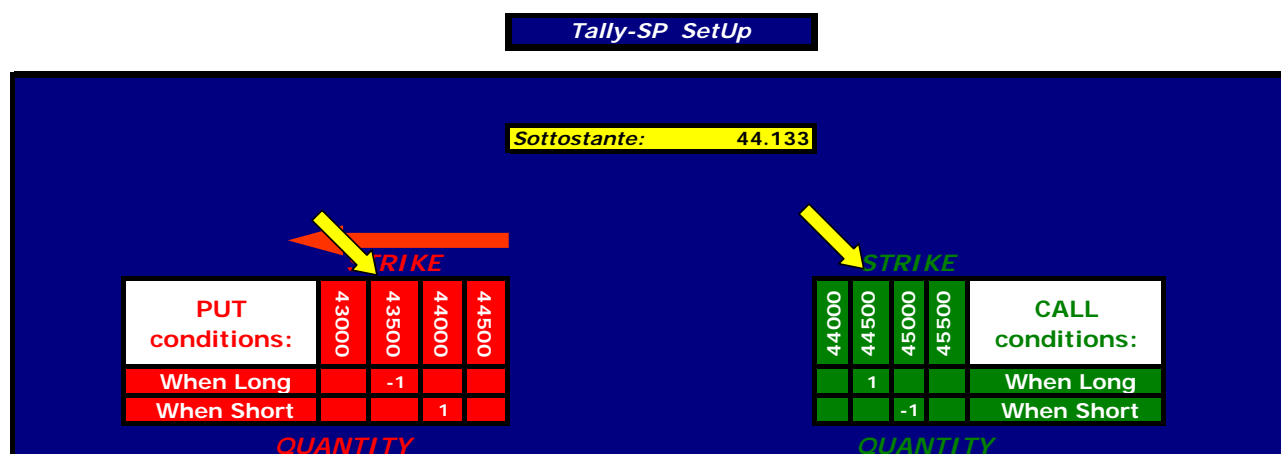 Tally-SP SetUp
Sottostante: 44.133
STRIKE STRIKE
PUT conditions: 43000 43500 44000 44500 44000 44500 45000 45500 CALL conditions:
When Long -1 1 When Long
When Short 1 -1 When Short
QUANTITY QUANTITY